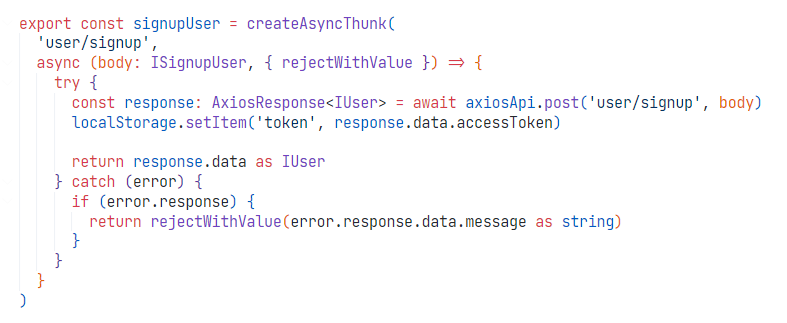 export const signupUser = createAsyncThunk(
'user/signup',
async (body: ISignupUser, { rejectWithValue }) => {
try {
const response: AxiosResponse<IUser> = await axiosApi.post('user/signup', body)
localStorage.setItem('token', response.data.accessToken)
return response.data as IUser
} catch (error) {
if (error.response) {
return rejectWithValue(error.response.data.message as string)
}
}
}
)